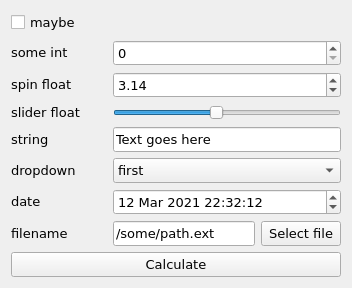 maybe
some int 0
spin float 3.14
slider float
string Text goes here
dropdown first
date 12 Mar 2021 22:32:12
filename /some/path.ext Select file
Calculate